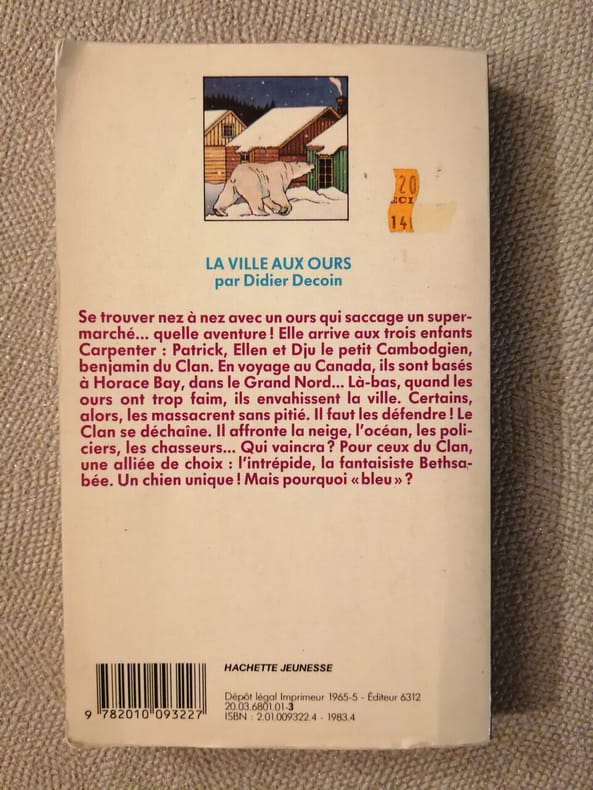 20
ECI
14
LA VILLE AUX OURS
par Didier Decoin
Se trouver nez à nez avec un ours qui saccage un super-
marché... quelle aventure ! Elle arrive aux trois enfants
Carpenter : Patrick, Ellen et Dju le petit Cambodgien,
benjamin du Clan. En voyage au Canada, ils sont basés
à Horace Bay, dans le Grand Nord... Là-bas, quand les
ours ont trop faim, ils envahissent la ville. Certains,
alors, les massacrent sans pitié. Il faut les défendre ! Le
Clan se déchaîne. Il affronte la neige, l'océan, les poli-
ciers, les chasseurs... Qui vaincra ? Pour ceux du Clan,
une alliée de choix : l'intrépide, la fantaisiste Bethsa-
bée. Un chien unique ! Mais pourquoi « bleu » ?
HACHETTE JEUNESSE
Dépôt légal Imprimeur 1965-5 - Éditeur 6312
20.03.6801.01-3
ISBN : 2.01.009322.4 - 1983.4
9 782010 093227